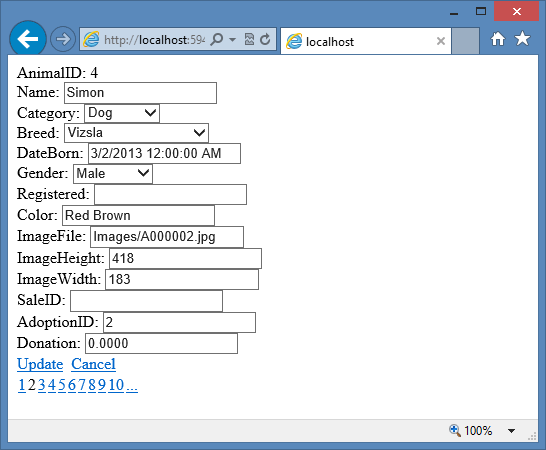 http://localhost:594
localhost
AnimalID: 4
Name: Simon
Category: Dog
Breed: Vizsla
DateBorn: 3/2/2013 12:00:00 AM
Gender: Male
Registered:
Color: Red Brown
ImageFile: Images/A000002.jpg
ImageHeight: 418
ImageWidth: 183
SaleID:
AdoptionID: 2
Donation: 0.0000
Update Cancel
1 2 3 4 5 6 7 8 9 10 ...
100%